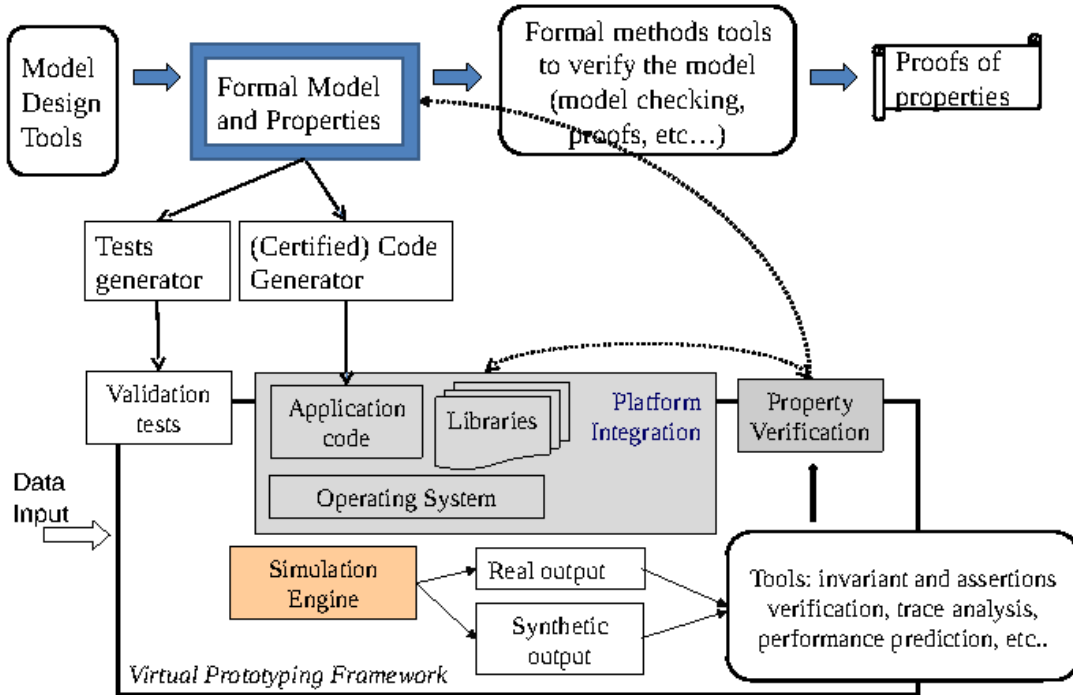 Model
Design
Tools
Formal Model
and Properties
Formal methods tools
to verify the model
(model checking,
proofs, etc…)
Proofs of
properties
Tests
generator
(Certified) Code
Generator
Validation
tests
Application
code
Libraries
Platform
Integration
Property
Verification
Operating System
Data
Input
Simulation
Engine
Real output
Synthetic
output
Tools: invariant and assertions
verification, trace analysis,
performance prediction, etc..
Virtual Prototyping Framework